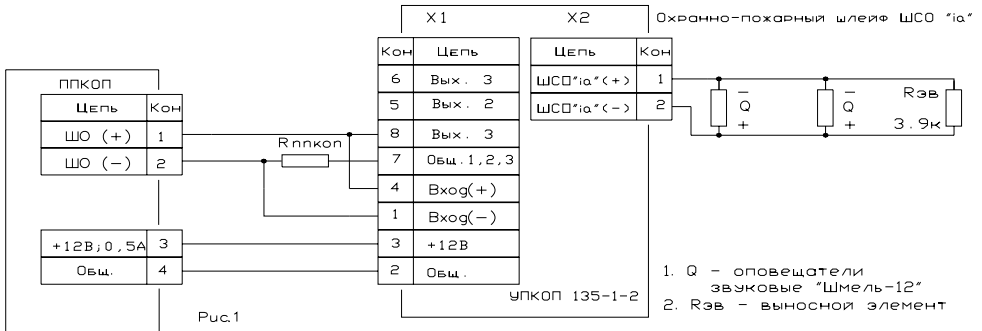 X1
X2
Охранно-пожарный шлейф ШСО "iа"
Кон
Цепь
Цепь
Кон
6
Вых. 3
ШСО"iа"(+)
1
5
Вых. 2
ШСО"iа"(-)
2
8
Вых. 3
7
Общ.1,2,3
4
Вход(+)
1
Вход(-)
3
+12В
2
Общ.
УПКОП 135-1-2
ППКОП
Цепь
Кон
ШО (+)
1
ШО (-)
2
+12В;0,5А
3
Общ.
4
Rппкоп
Q
- +
Q
- +
Rэв
3.9к
1. Q - оповещатели
звуковые "Шмель-12"
2. Rэв - выносной элемент
Рис.1